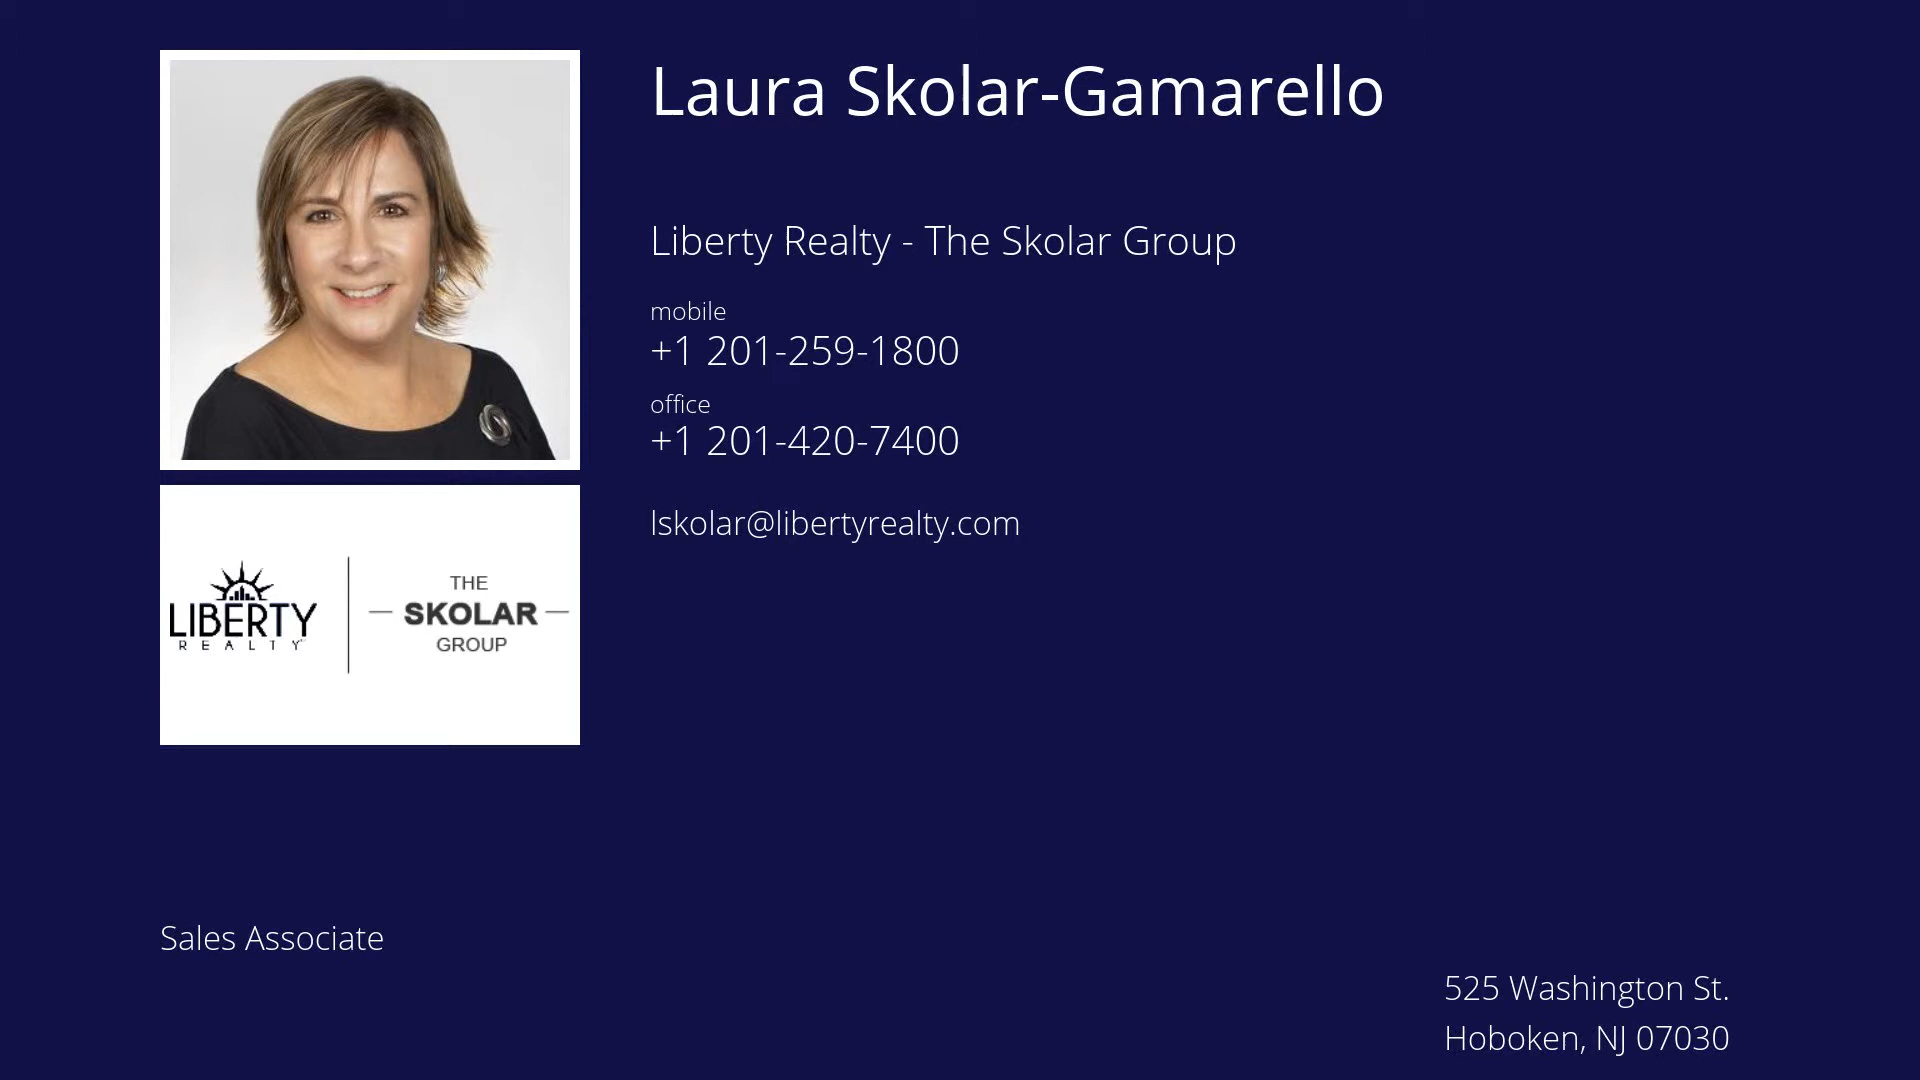 Laura Skolar-Gamarello
Liberty Realty - The Skolar Group
mobile
+1 201-259-1800
office
+1 201-420-7400
lskolar@libertyrealty.com
LIBERTY
REALTY
THE
SKOLAR
GROUP
Sales Associate
525 Washington St.
Hoboken, NJ 07030